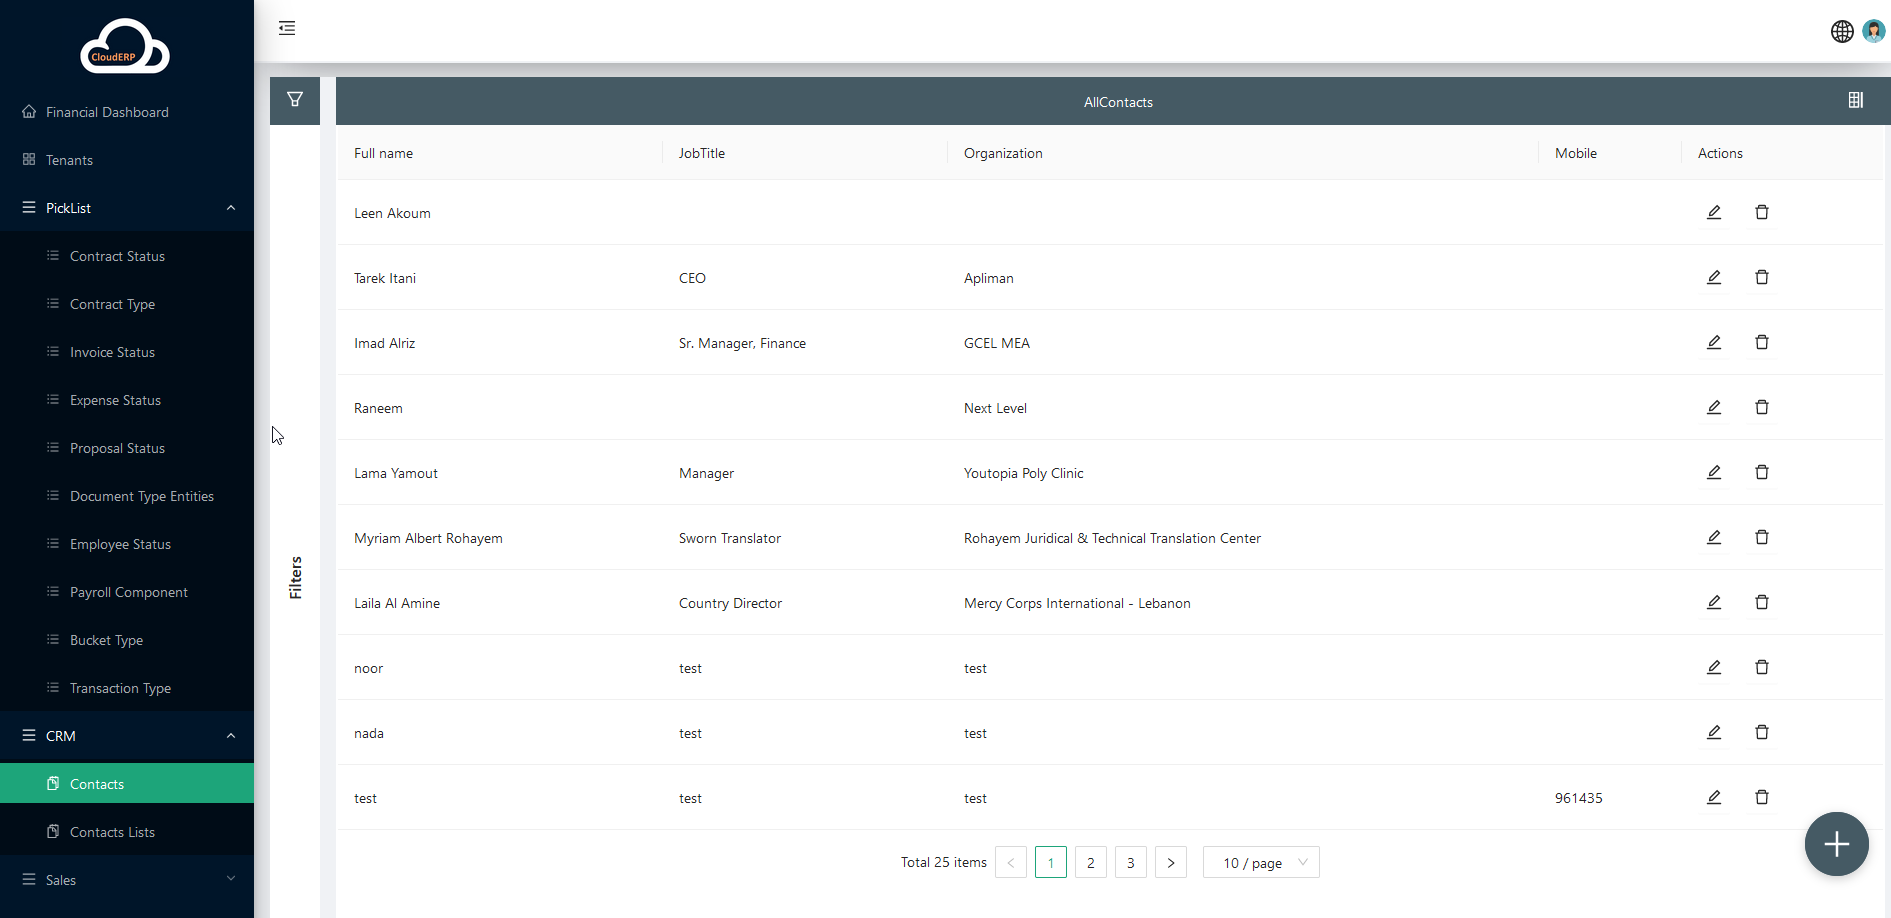 CloudERP
Financial Dashboard
Tenants
PickList
Contract Status
Contract Type
Invoice Status
Expense Status
Proposal Status
Document Type Entities
Employee Status
Payroll Component
Bucket Type
Transaction Type
CRM
Contacts
Contacts Lists
Sales
Filters
AllContacts
Full name JobTitle Organization Mobile Actions
Leen Akoum
Tarek Itani CEO Apliman
Imad Alriz Sr. Manager, Finance GCEL MEA
Raneem Next Level
Lama Yamout Manager Youtopia Poly Clinic
Myriam Albert Rohayem Sworn Translator Rohayem Juridical & Technical Translation Center
Laila Al Amine Country Director Mercy Corps International - Lebanon
noor test test
nada test test
test test test 961435
Total 25 items < 1 2 3 > 10 / page